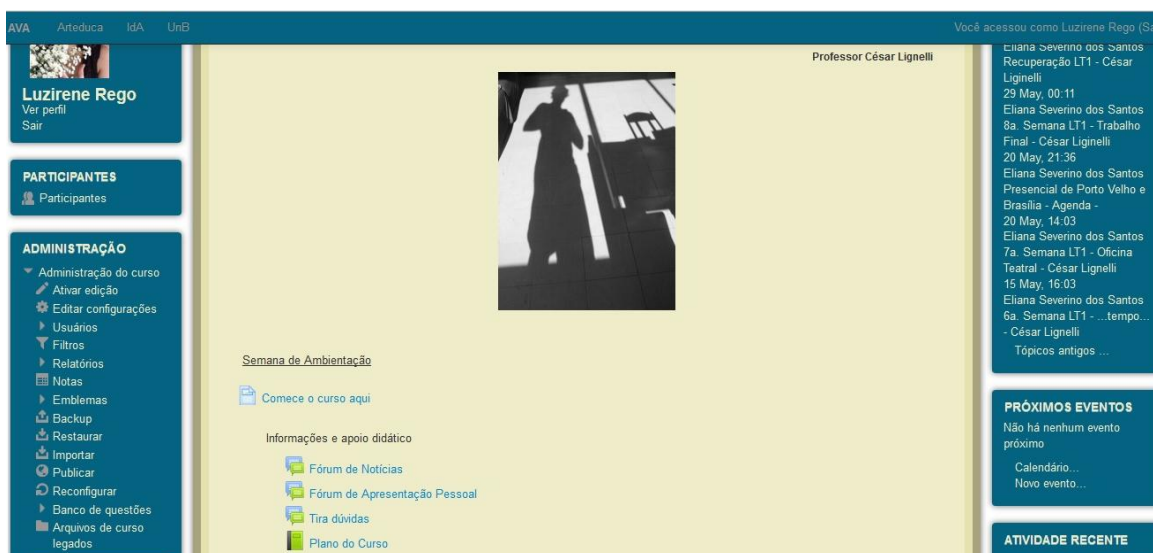 AVA Arteduca IdA UnB
Você acessou como Luzirene Rego
Luzirene Rego
Ver perfil
Sair
PARTICIPANTES
Participantes
ADMINISTRAÇÃO
Administração do curso
Ativar edição
Editar configurações
Usuários
Filtros
Relatórios
Notas
Emblemas
Backup
Restaurar
Importar
Publicar
Reconfigurar
Banco de questões
Arquivos de curso
legados
Professor César Lignelli
Semana de Ambientação
Comece o curso aqui
Informações e apoio didático
Fórum de Notícias
Fórum de Apresentação Pessoal
Tira dúvidas
Plano do Curso
Eliana Severino dos Santos
Recuperação LT1 - César
Liginelli
29 May, 00:11
Eliana Severino dos Santos
8a. Semana LT1 - Trabalho
Final - César Liginelli
20 May, 21:36
Eliana Severino dos Santos
Presencial de Porto Velho e
Brasília - Agenda -
20 May, 14:03
Eliana Severino dos Santos
7a. Semana LT1 - Oficina
Teatral - César Lignelli
15 May, 16:03
Eliana Severino dos Santos
6a. Semana LT1 - ...tempo...
- César Lignelli
Tópicos antigos ...
PRÓXIMOS EVENTOS
Não há nenhum evento
próximo
Calendário...
Novo evento...
ATIVIDADE RECENTE